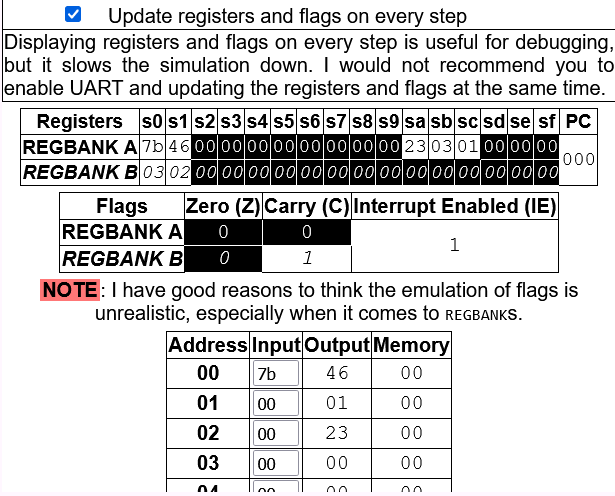 Update registers and flags on every step
Displaying registers and flags on every step is useful for debugging,
but it slows the simulation down. I would not recommend you to
enable UART and updating the registers and flags at the same time.
Registers s0 s1 s2 s3 s4 s5 s6 s7 s8 s9 sa sb sc sd se sf PC
REGBANK A 7b 46 00 00 00 00 00 00 00 00 23 03 01 00 00 00 000
REGBANK B 03 02 00 00 00 00 00 00 00 00 00 00 00 00 00 00
Flags Zero (Z) Carry (C) Interrupt Enabled (IE)
REGBANK A 0 0 1
REGBANK B 0 1
NOTE: I have good reasons to think the emulation of flags is
unrealistic, especially when it comes to REGBANKs.
Address Input Output Memory
00 7b 46 00
01 00 01 00
02 00 23 00
03 00 00 00
04 00 00 00